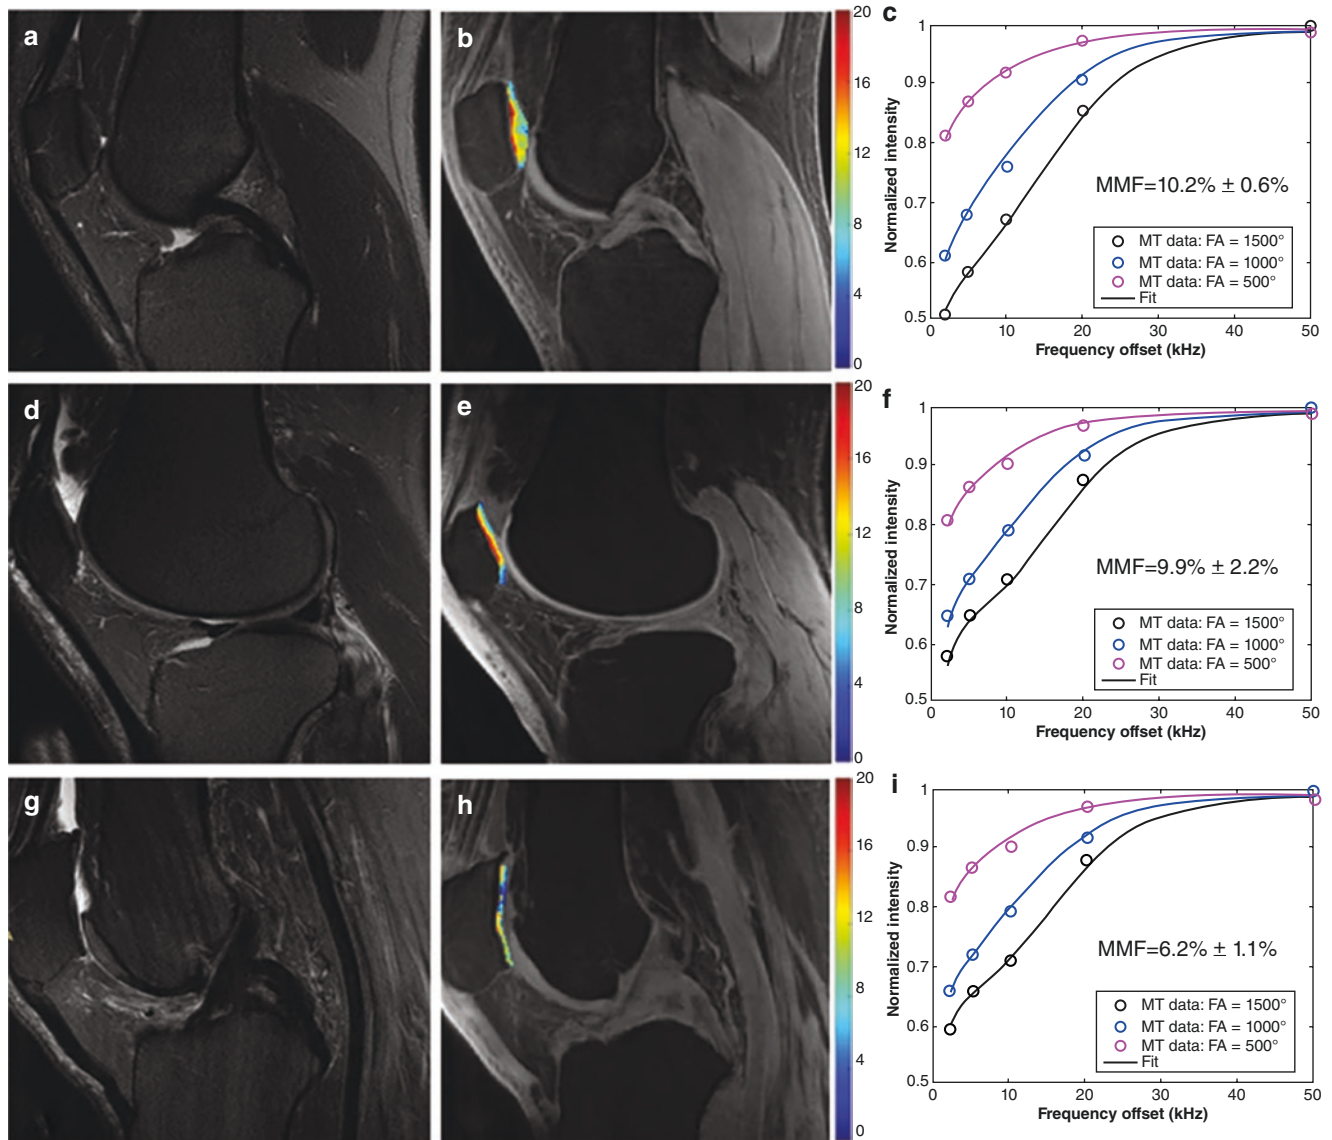 a
b
20
16
12
8
4
0
c
1
0.9
0.8
0.7
0.6
0.5
Normalized intensity
MMF=10.2% ± 0.6%
MT data: FA = 1500°
MT data: FA = 1000°
MT data: FA = 500°
Fit
0 10 20 30 40 50
Frequency offset (kHz)
d
e
20
16
12
8
4
0
f
1
0.9
0.8
0.7
0.6
0.5
Normalized intensity
MMF=9.9% ± 2.2%
MT data: FA = 1500°
MT data: FA = 1000°
MT data: FA = 500°
Fit
0 10 20 30 40 50
Frequency offset (kHz)
g
h
20
16
12
8
4
0
i
1
0.9
0.8
0.7
0.6
0.5
Normalized intensity
MMF=6.2% ± 1.1%
MT data: FA = 1500°
MT data: FA = 1000°
MT data: FA = 500°
Fit
0 10 20 30 40 50
Frequency offset (kHz)